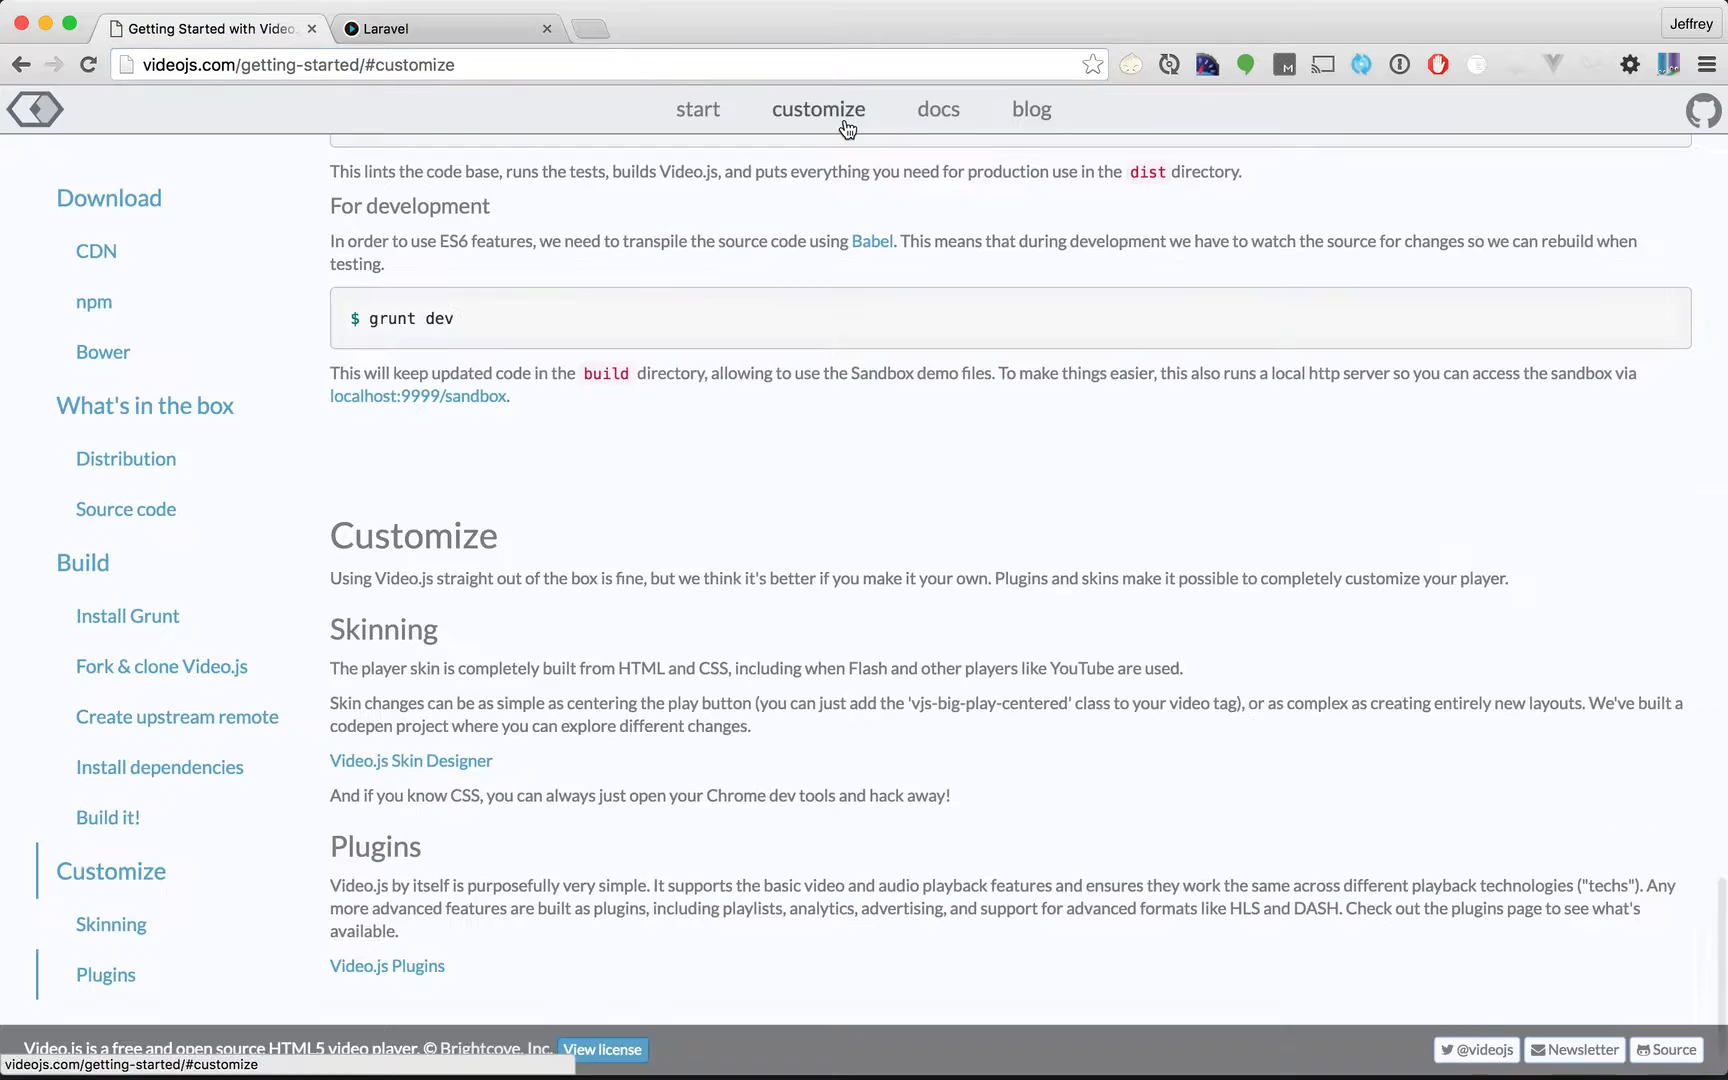 Getting Started with Video.
Laravel
Jeffrey
videojs.com/getting-started/#customize
start
customize
docs
blog
This lints the code base, runs the tests, builds Video.js, and puts everything you need for production use in the dist directory.
Download
For development
In order to use ES6 features, we need to transpile the source code using Babel. This means that during development we have to watch the source for changes so we can rebuild when
testing.
CDN
npm
$ grunt dev
Bower
This will keep updated code in the build directory, allowing to use the Sandbox demo files. To make things easier, this also runs a local http server so you can access the sandbox via
localhost:9999/sandbox.
What's in the box
Distribution
Source code
Customize
Build
Using Video.js straight out of the box is fine, but we think it's better if you make it your own. Plugins and skins make it possible to completely customize your player.
Install Grunt
Skinning
Fork & clone Video.js
The player skin is completely built from HTML and CSS, including when Flash and other players like YouTube are used.
Create upstream remote
Skin changes can be as simple as centering the play button (you can just add the 'vjs-big-play-centered' class to your video tag), or as complex as creating entirely new layouts. We've built a
codepen project where you can explore different changes.
Install dependencies
Video.js Skin Designer
And if you know CSS, you can always just open your Chrome dev tools and hack away!
Build it!
Plugins
Customize
Video.js by itself is purposefully very simple. It supports the basic video and audio playback features and ensures they work the same across different playback technologies ("techs"). Any
more advanced features are built as plugins, including playlists, analytics, advertising, and support for advanced formats like HLS and DASH. Check out the plugins page to see what's
available.
Skinning
Plugins
Video.js Plugins
Video.js is a free and open source HTML5 video player. © Brightcove, Inc.
View license
@videojs
Newsletter
Source
videojs.com/getting-started/#customize